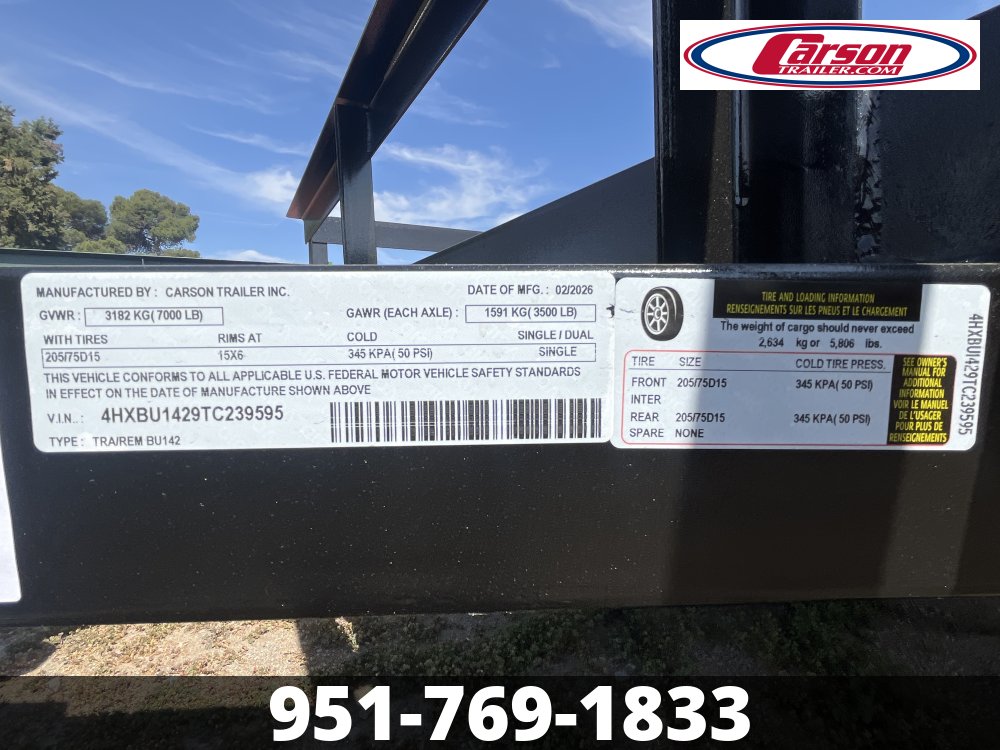 Carson
TRAILER.COM
MANUFACTURED BY : CARSON TRAILER INC. DATE OF MFG. : 02/2026
GVWR : 3182 KG( 7000 LB) GAWR (EACH AXLE) : 1591 KG( 3500 LB)
WITH TIRES RIMS AT COLD SINGLE / DUAL
205/75D15 15X6 345 KPA( 50 PSI) SINGLE
THIS VEHICLE CONFORMS TO ALL APPLICABLE U.S. FEDERAL MOTOR VEHICLE SAFETY STANDARDS
IN EFFECT ON THE DATE OF MANUFACTURE SHOWN ABOVE
V.I.N. : 4HXBU1429TC239595
TYPE : TRA/REM BU142
TIRE AND LOADING INFORMATION
RENSEIGNEMENTS SUR LES PNEUS ET LE CHARGEMENT
The weight of cargo should never exceed
2,634 kg or 5,806 lbs.
TIRE SIZE COLD TIRE PRESS.
FRONT 205/75D15 345 KPA( 50 PSI)
INTER
REAR 205/75D15 345 KPA( 50 PSI)
SPARE NONE
SEE OWNER'S
MANUAL FOR
ADDITIONAL
INFORMATION
VOIR LE MANUEL
DE L'USAGER
POUR PLUS DE
RENSEIGNEMENTS
4HXBU1429TC239595
951-769-1833